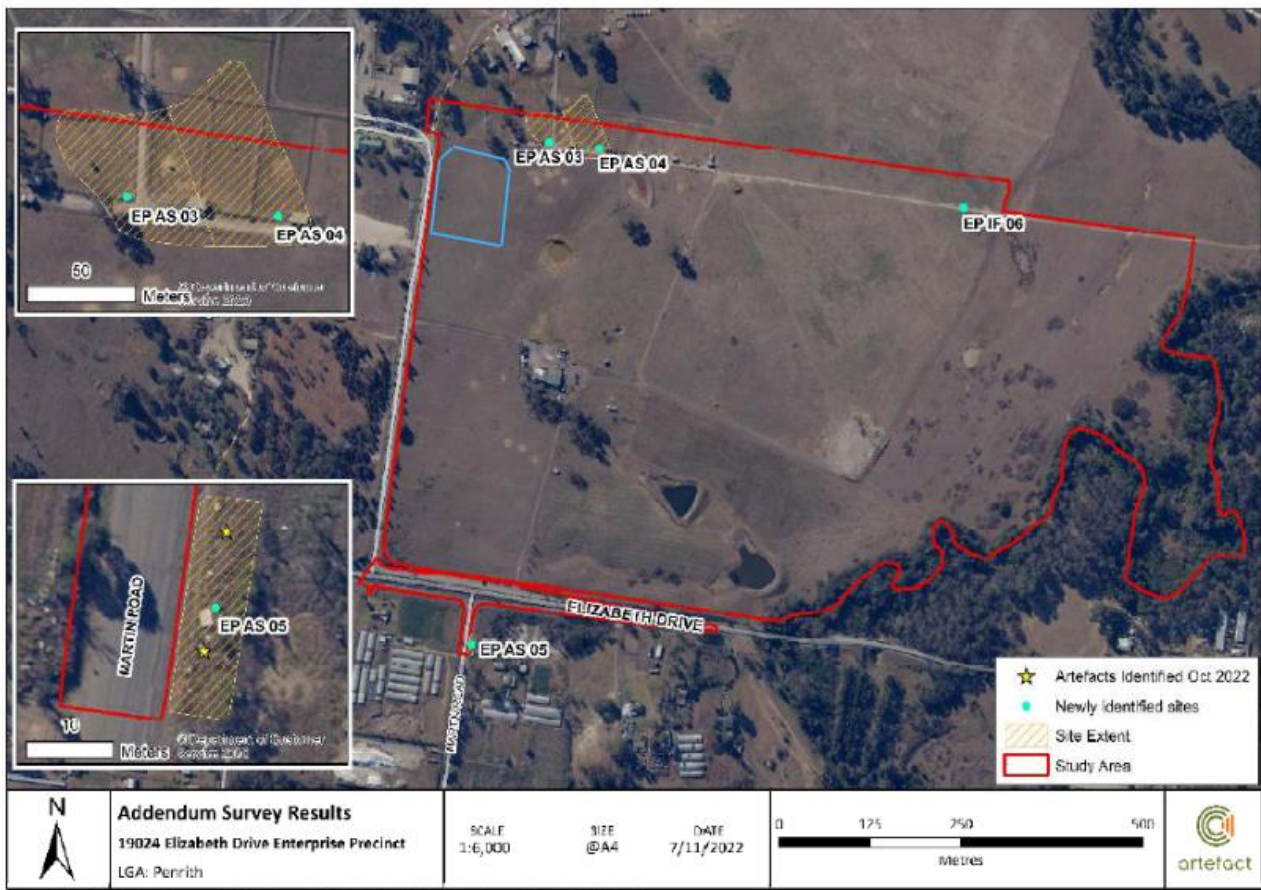 EP AS 03
EP AS 04
50
Meters
EP AS 03
EP AS 04
EP IF 06
MARTIN ROAD
EP AS 05
10
Meters
ELIZABETH DRIVE
EP AS 05
MARTIN ROAD
Artefacts Identified Oct 2022
Newly identified sites
Site Extent
Study Area
N
Addendum Survey Results
19024 Elizabeth Drive Enterprise Precinct
LGA: Penrith
SCALE
1:6,000
SIZE
@A4
DATE
7/11/2022
0 125 250 500
Metres
artefact